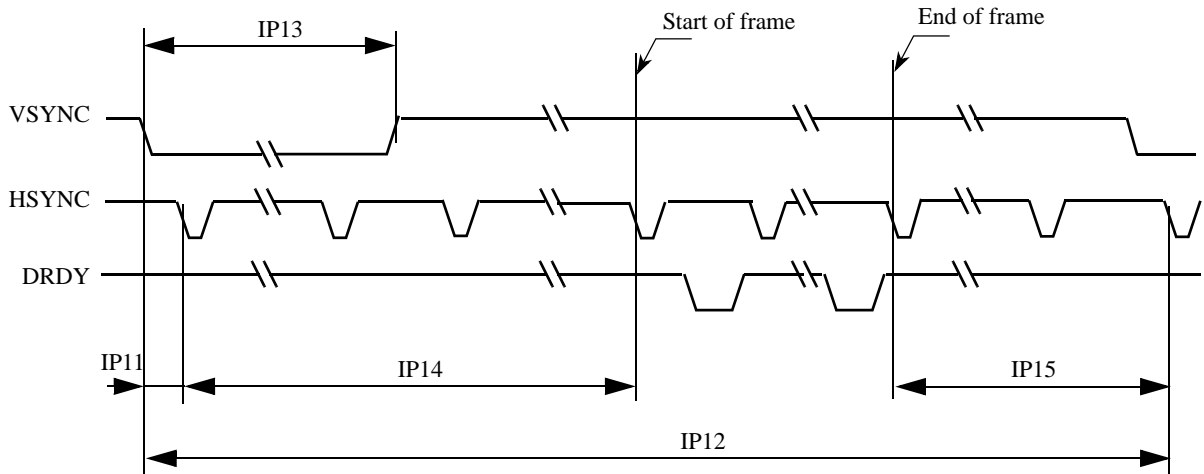 Start of frame
End of frame
IP13
VSYNC
HSYNC
DRDY
IP11
IP14
IP15
IP12